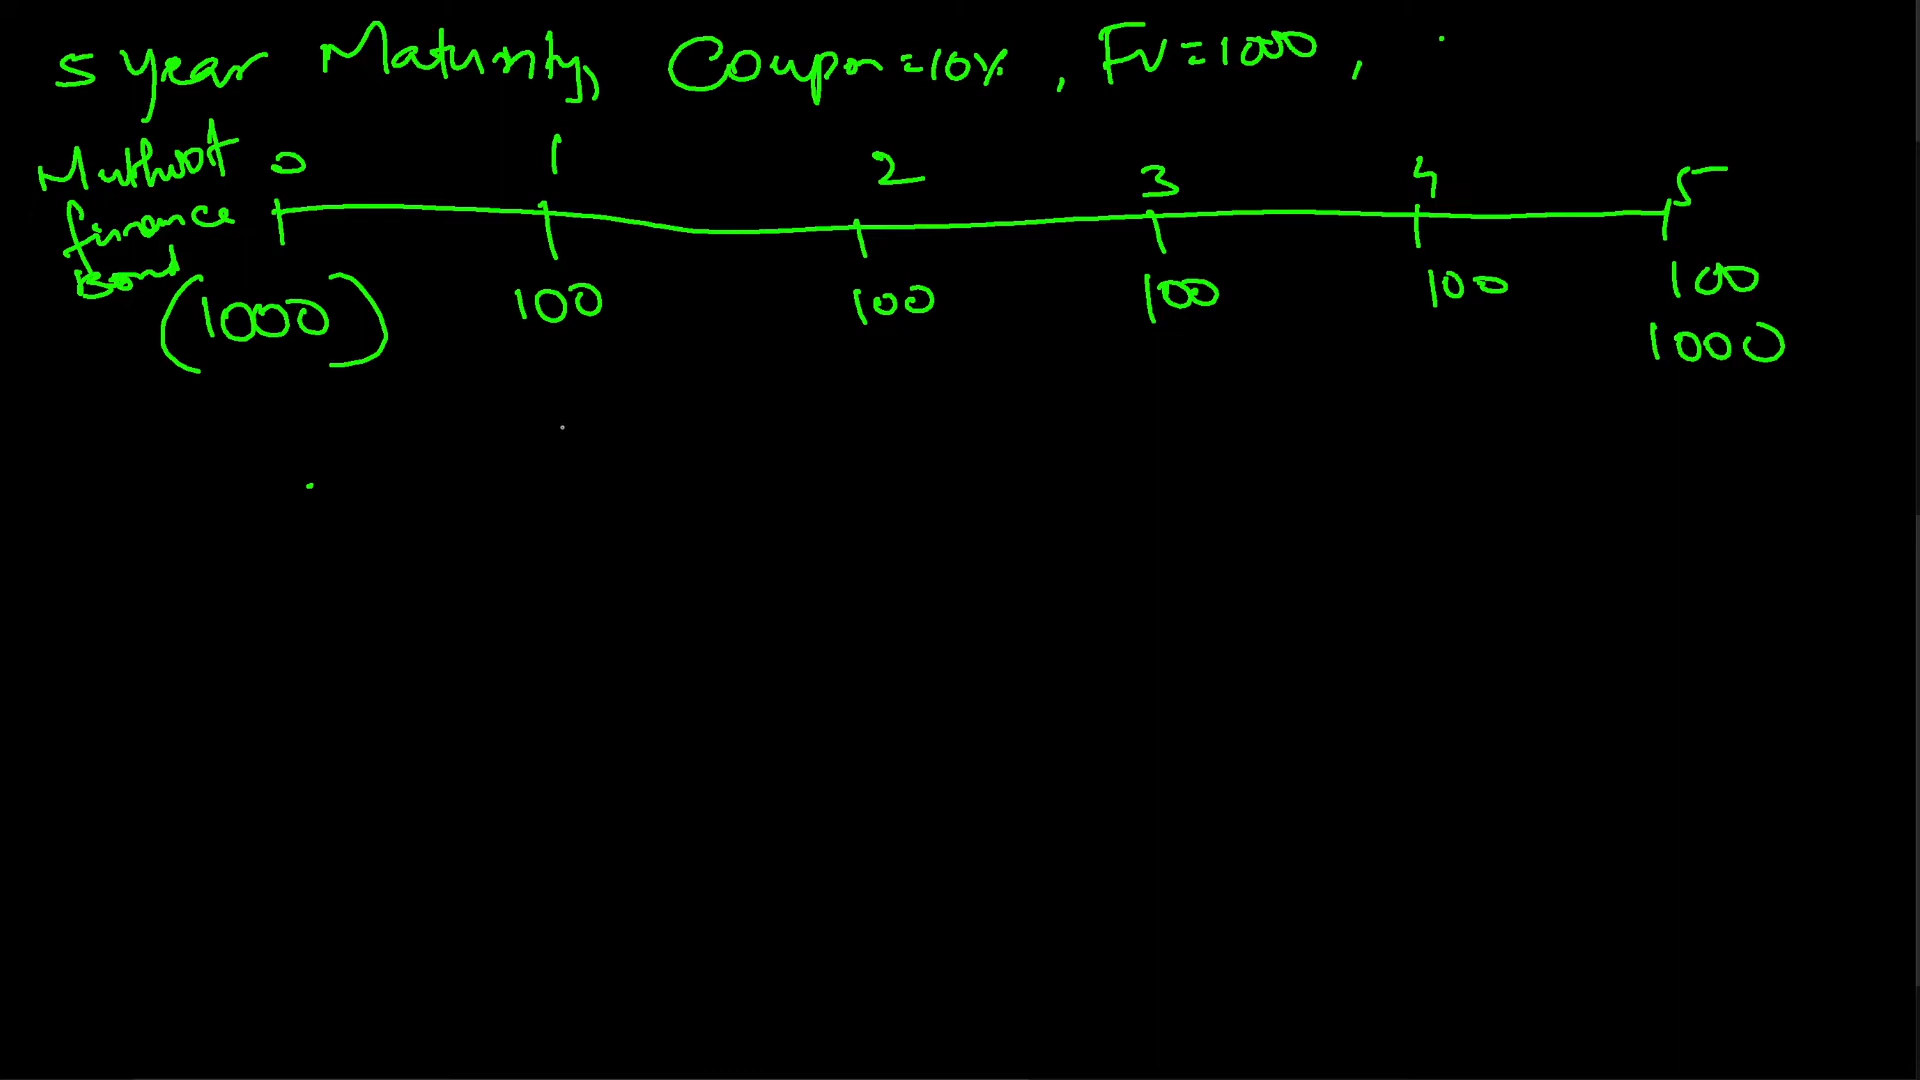 5 year Maturity, Coupon = 10%, FV = 1000,
Muthoot finance Bond
0 1 2 3 4 5
(1000) 100 100 100 100 100
1000